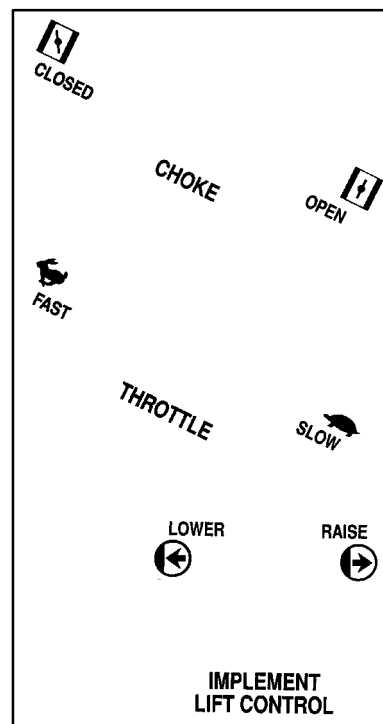 CLOSED
CHOKE
OPEN
FAST
THROTTLE
SLOW
LOWER
RAISE
IMPLEMENT
LIFT CONTROL